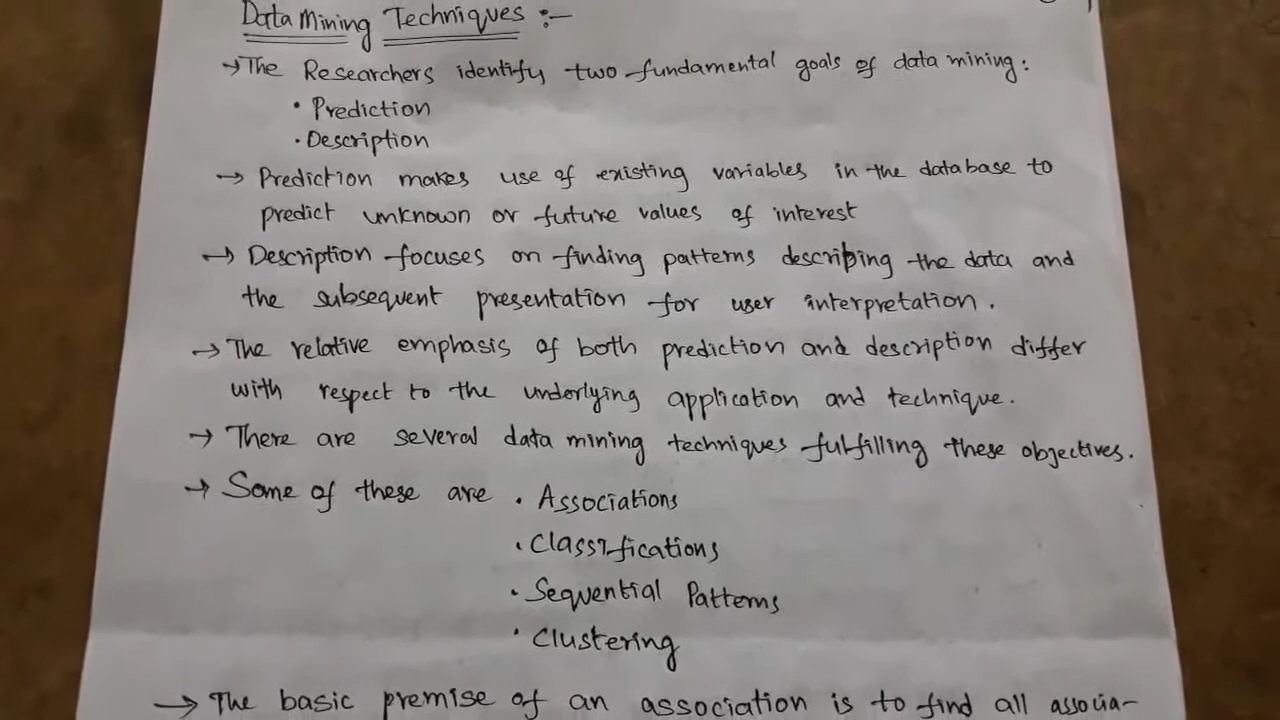 Data Mining Techniques :-
→ The Researchers identify two fundamental goals of data mining:
• Prediction
• Description
→ Prediction makes use of existing variables in the database to
predict unknown or future values of interest
→ Description focuses on finding patterns describing the data and
the subsequent presentation for user interpretation.
→ The relative emphasis of both prediction and description differ
with respect to the underlying application and technique.
→ There are several data mining techniques fulfilling these objectives.
→ Some of these are • Associations
• Classifications
• Sequential Patterns
• Clustering
→ The basic premise of an association is to find all associa-